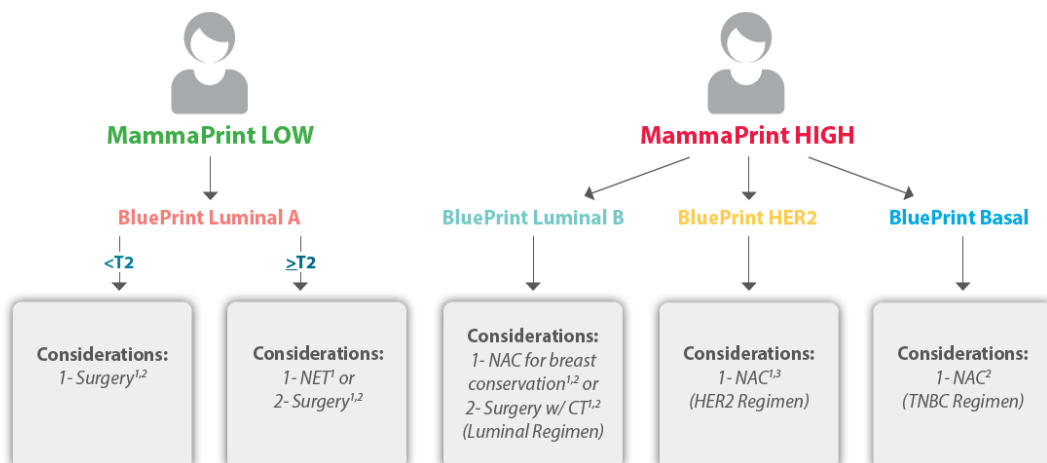 MammaPrint LOW
MammaPrint HIGH
BluePrint Luminal A
BluePrint Luminal B
BluePrint HER2
BluePrint Basal
<T2
≥T2
Considerations:
1- Surgery¹,²
Considerations:
1- NET¹ or
2- Surgery¹,²
Considerations:
1- NAC for breast
conservation¹,² or
2- Surgery w/ CT¹,²
(Luminal Regimen)
Considerations:
1- NAC¹,³
(HER2 Regimen)
Considerations:
1- NAC²
(TNBC Regimen)